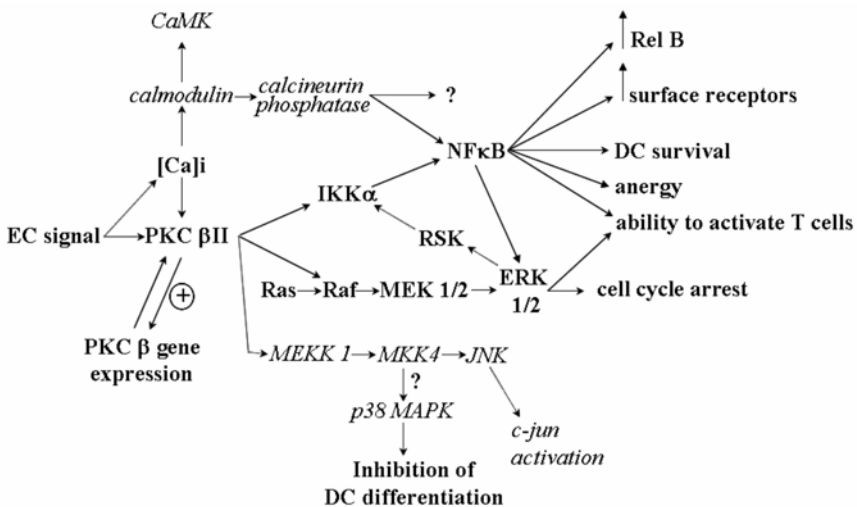 CaMK
Rel B
calmodulin
calcineurin
phosphatase
?
surface receptors
NFκB
DC survival
[Ca]i
IKKα
anergy
ability to activate T cells
EC signal
PKC βII
RSK
Ras
Raf
MEK 1/2
ERK
1/2
cell cycle arrest
+
PKC β gene
expression
MEKK 1
MKK4
JNK
?
p38 MAPK
c-jun
activation
Inhibition of
DC differentiation